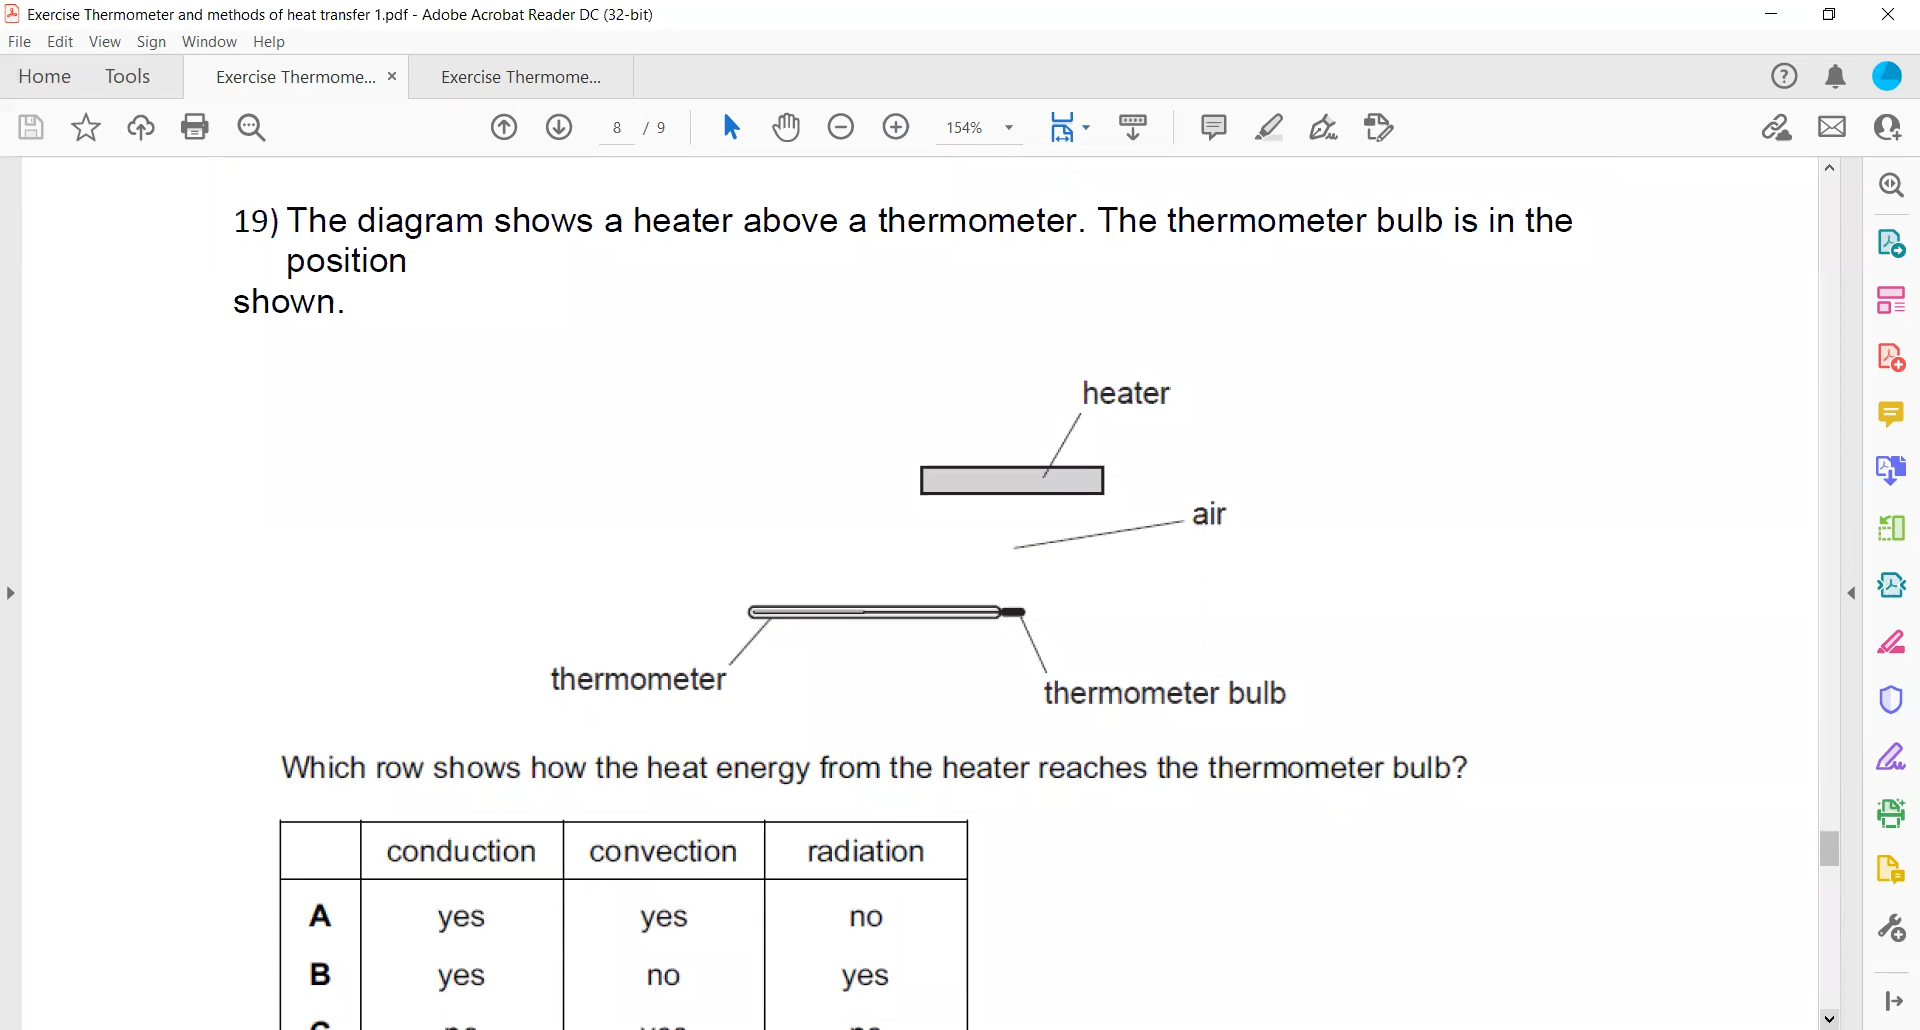 Exercise Thermometer and methods of heat transfer 1.pdf - Adobe Acrobat Reader DC (32-bit)
File Edit View Sign Window Help
Home Tools Exercise Thermome... × Exercise Thermome...
8 / 9 154%
19) The diagram shows a heater above a thermometer. The thermometer bulb is in the
position
shown.
heater
air
thermometer
thermometer bulb
Which row shows how the heat energy from the heater reaches the thermometer bulb?
conduction convection radiation
A yes yes no
B yes no yes